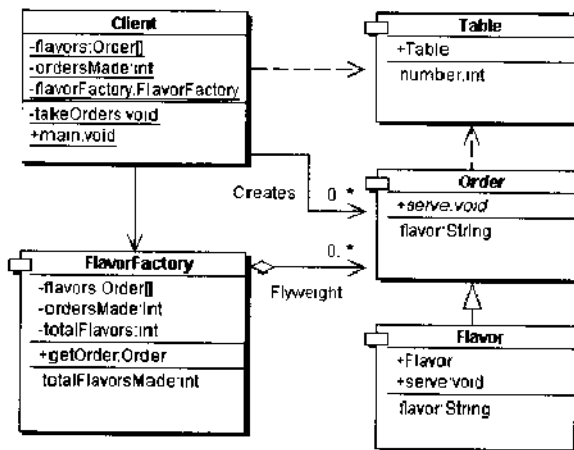 Client
-flavors:Order[]
-ordersMade:int
-flavorFactory:FlavorFactory
-takeOrders:void
+main:void
Table
+Table
number:int
Creates
0..*
Order
+serve:void
flavor:String
FlavorFactory
-flavors:Order[]
-ordersMade:int
-totalFlavors:int
+getOrder:Order
totalFlavorsMade:int
0..*
Flyweight
Flavor
+Flavor
+serve:void
flavor:String